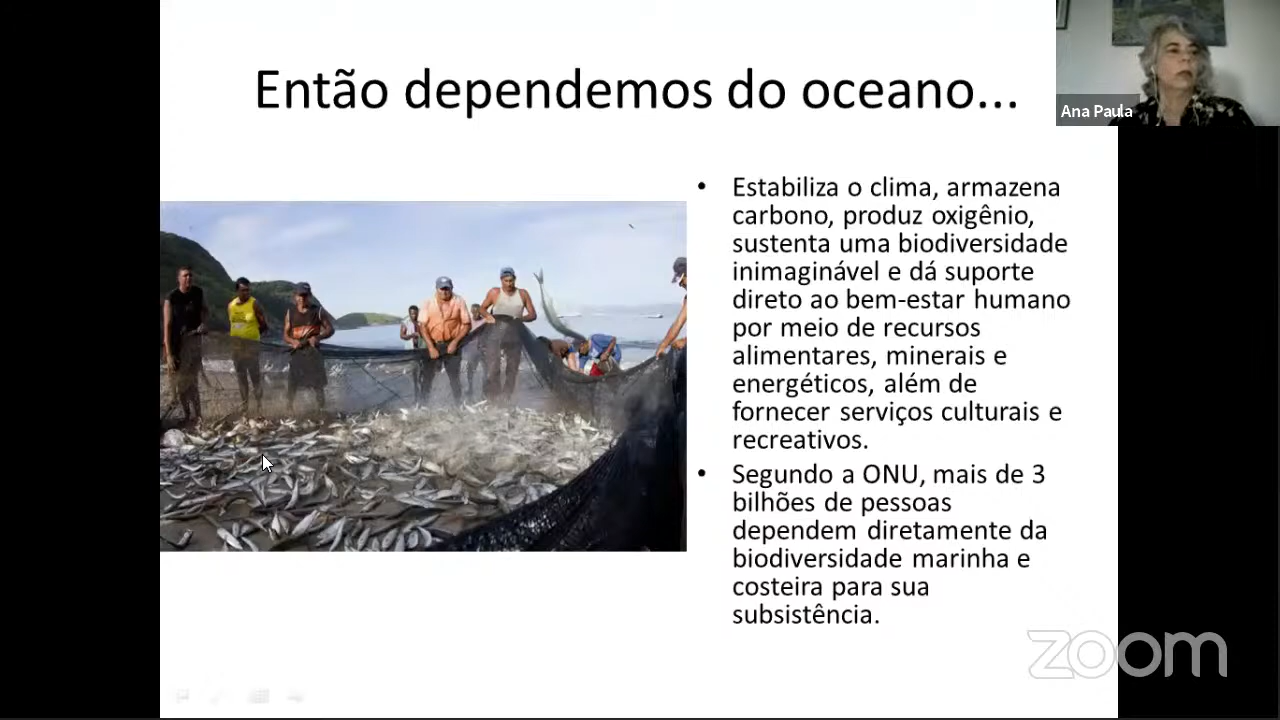 Então dependemos do oceano...
Ana Paula
• Estabiliza o clima, armazena
carbono, produz oxigênio,
sustenta uma biodiversidade
inimaginável e dá suporte
direto ao bem-estar humano
por meio de recursos
alimentares, minerais e
energéticos, além de
fornecer serviços culturais e
recreativos.
• Segundo a ONU, mais de 3
bilhões de pessoas
dependem diretamente da
biodiversidade marinha e
costeira para sua
subsistência.
zoom